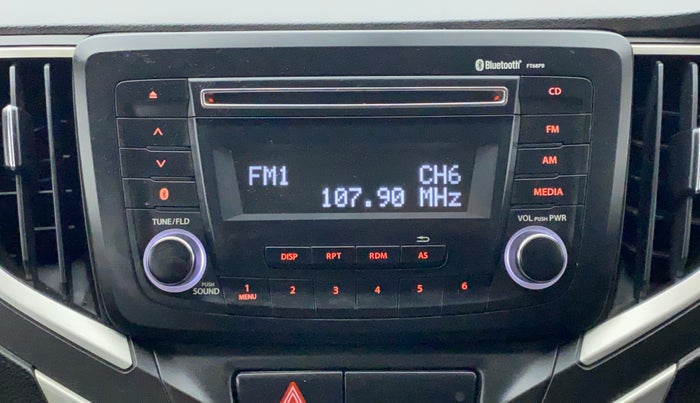 Bluetooth® FT68PB
CD
FM
AM
MEDIA
FM1 CH6
107.90 MHz
TUNE/FLD
VOL PUSH PWR
DISP RPT RDM AS
PUSH
SOUND
1 2 3 4 5 6
MENU